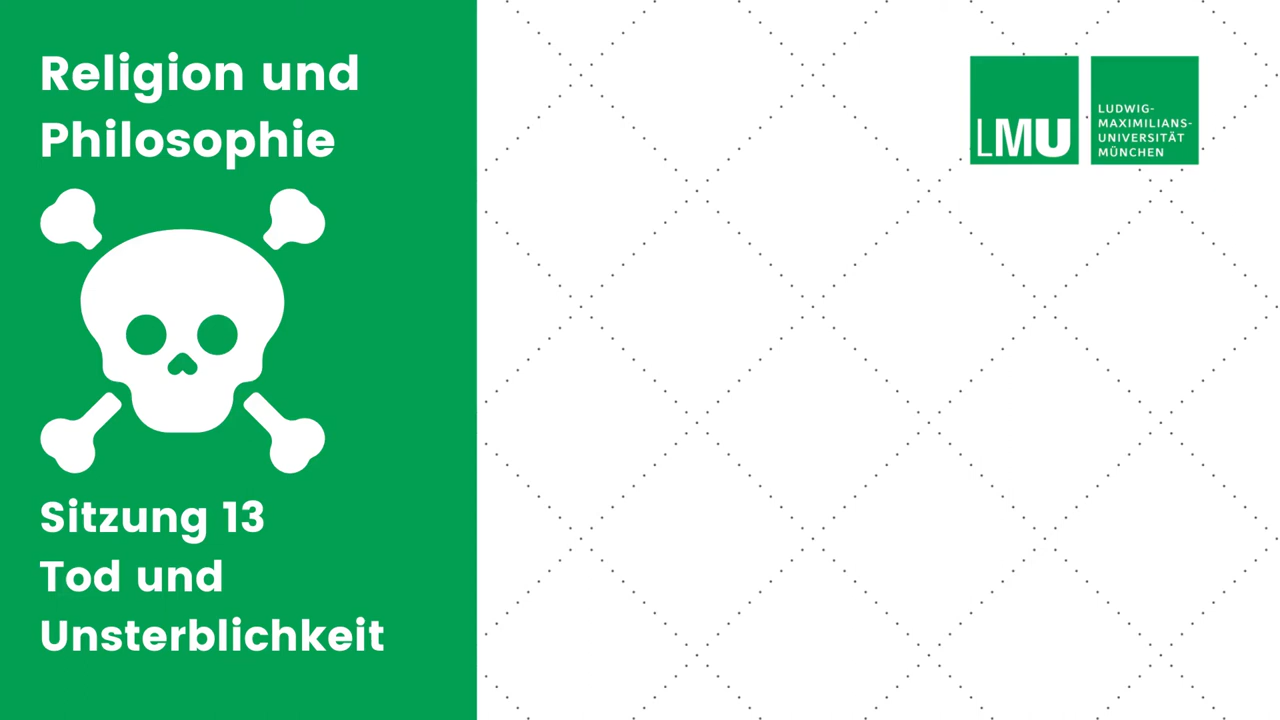 Religion und
Philosophie
Sitzung 13
Tod und
Unsterblichkeit
LMU
LUDWIG-
MAXIMILIANS-
UNIVERSITÄT
MÜNCHEN